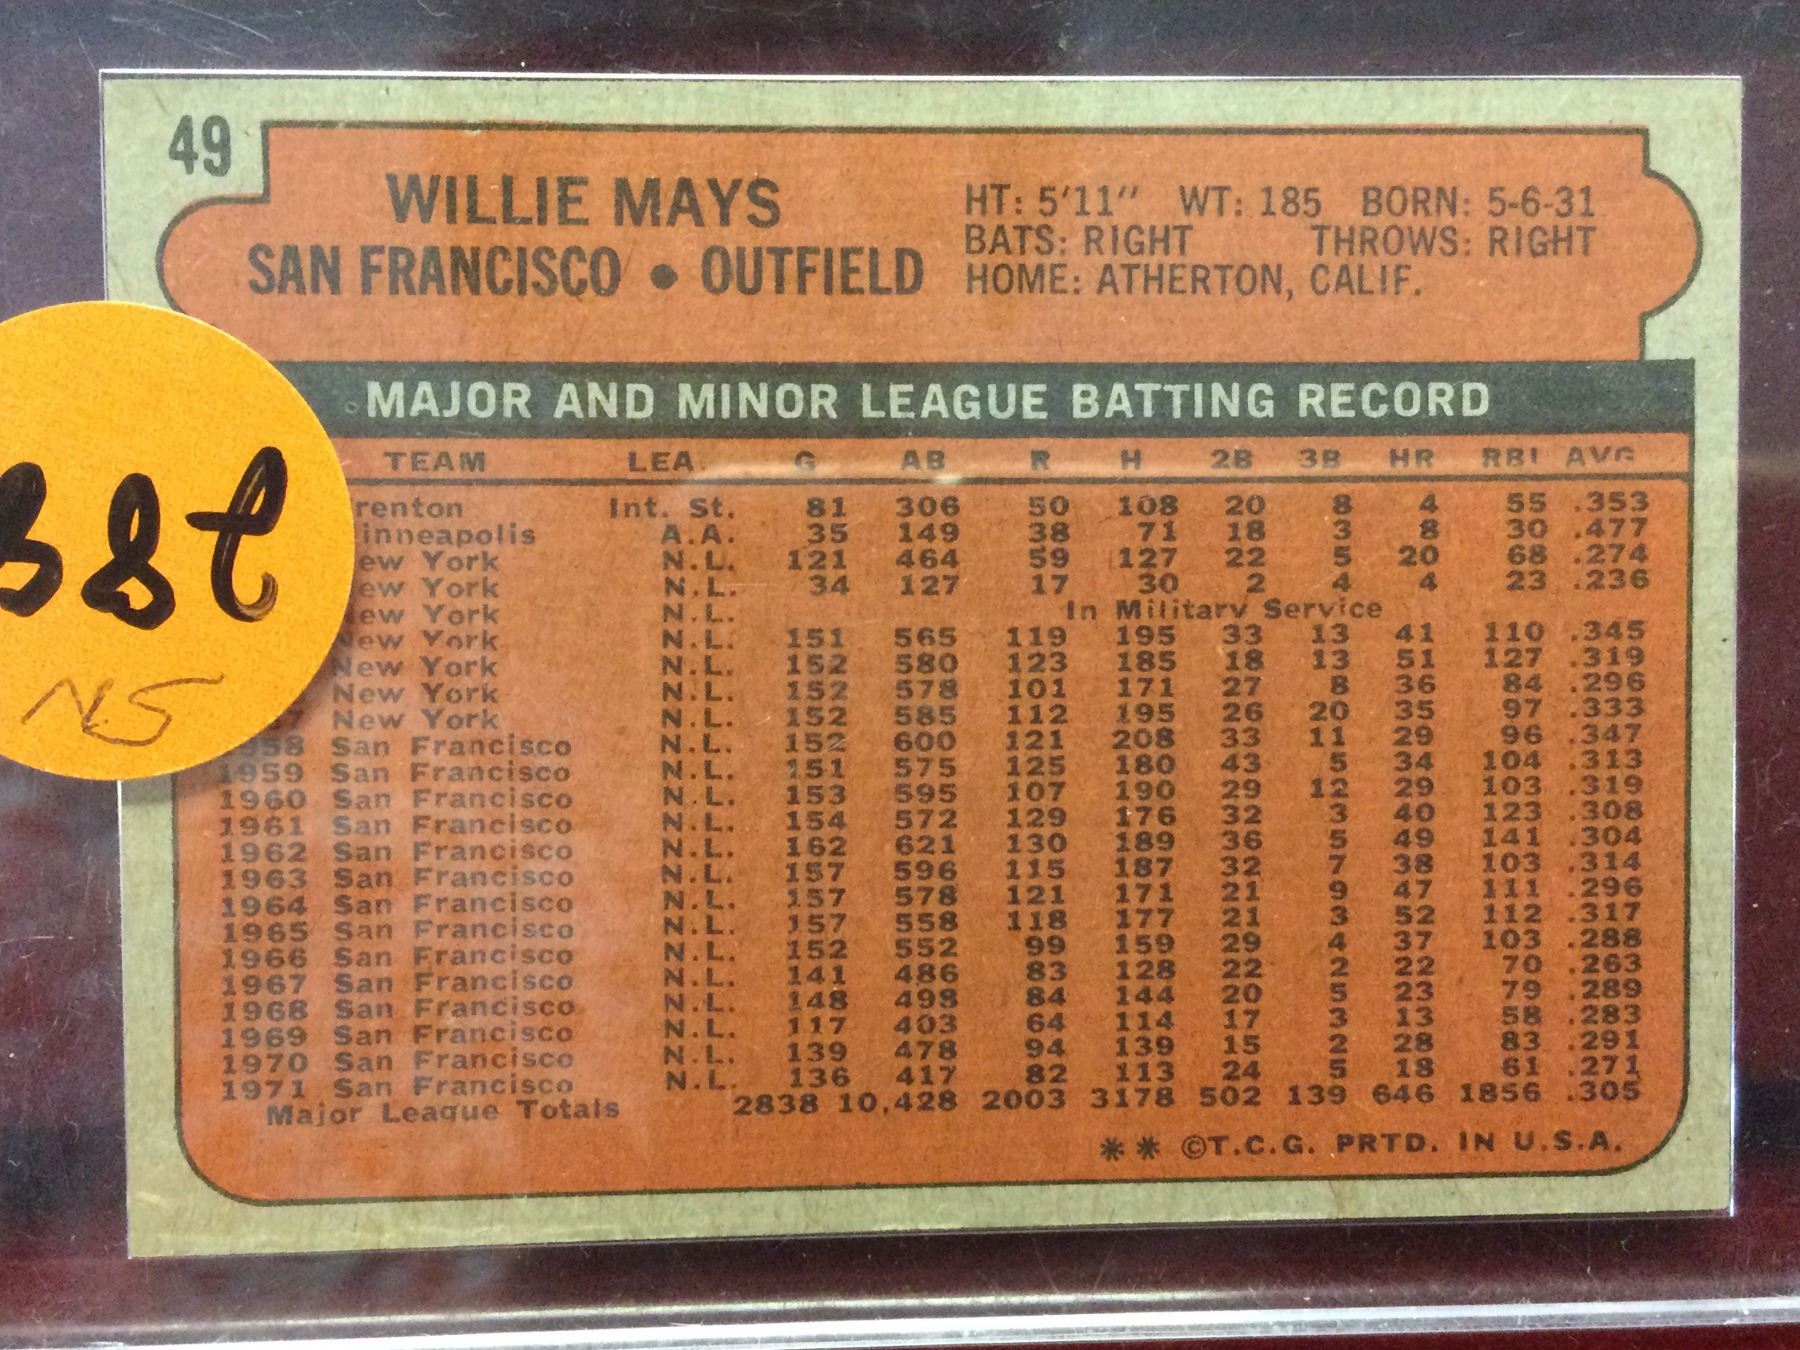 49
WILLIE MAYS
SAN FRANCISCO • OUTFIELD
HT: 5'11" WT: 185 BORN: 5-6-31
BATS: RIGHT THROWS: RIGHT
HOME: ATHERTON, CALIF.
MAJOR AND MINOR LEAGUE BATTING RECORD
TEAM LEA. G AB R H 2B 3B HR RBI AVG
renton Int. St. 81 306 50 108 20 8 4 55 .353
inneapolis A.A. 35 149 38 71 18 3 8 30 .477
ew York N.L. 121 464 59 127 22 5 20 68 .274
ew York N.L. 34 127 17 30 2 4 4 23 .236
ew York N.L. In Military Service
New York N.L. 151 565 119 195 33 13 41 110 .345
New York N.L. 152 580 123 185 18 13 51 127 .319
New York N.L. 152 578 101 171 27 8 36 84 .296
New York N.L. 152 585 112 195 26 20 35 97 .333
958 San Francisco N.L. 152 600 121 208 33 11 29 96 .347
1959 San Francisco N.L. 151 575 125 180 43 5 34 104 .313
1960 San Francisco N.L. 153 595 107 190 29 12 29 103 .319
1961 San Francisco N.L. 154 572 129 176 32 3 40 123 .308
1962 San Francisco N.L. 162 621 130 189 36 5 49 141 .304
1963 San Francisco N.L. 157 596 115 187 32 7 38 103 .314
1964 San Francisco N.L. 157 578 121 171 21 9 47 111 .296
1965 San Francisco N.L. 157 558 118 177 21 3 52 112 .317
1966 San Francisco N.L. 152 552 99 159 29 4 37 103 .288
1967 San Francisco N.L. 141 486 83 128 22 2 22 70 .263
1968 San Francisco N.L. 148 498 84 144 20 5 23 79 .289
1969 San Francisco N.L. 117 403 64 114 17 3 13 58 .283
1970 San Francisco N.L. 139 478 94 139 15 2 28 83 .291
1971 San Francisco N.L. 136 417 82 113 24 5 18 61 .271
Major League Totals 2838 10,428 2003 3178 502 139 646 1856 .305
** ©T.C.G. PRTD. IN U.S.A.
NS